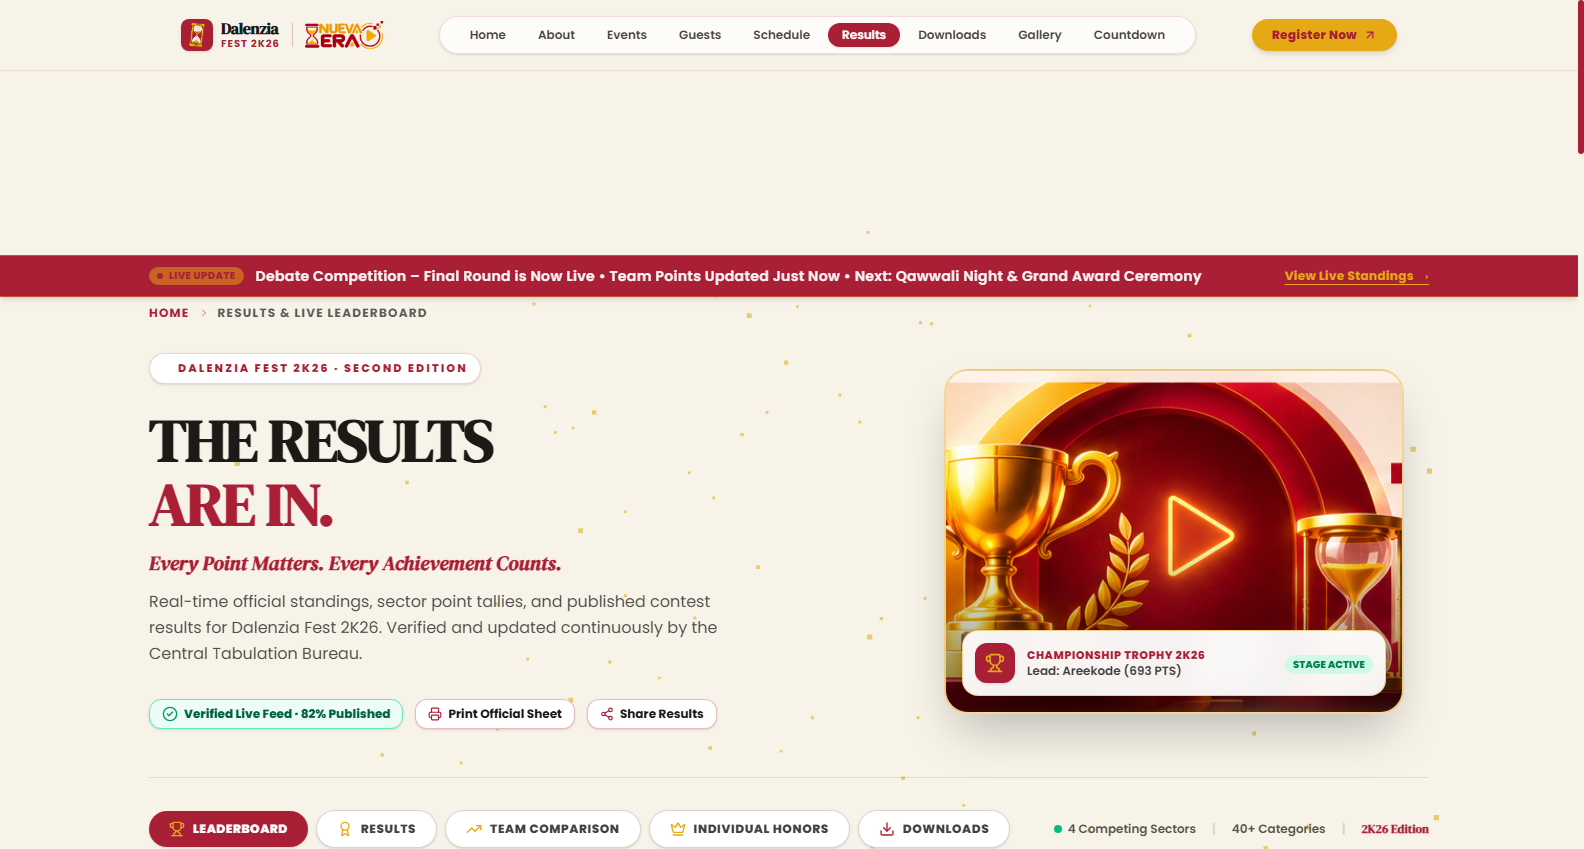 Dalenzia
FEST 2K26
NUEVA
ERA
Home
About
Events
Guests
Schedule
Results
Downloads
Gallery
Countdown
Register Now
LIVE UPDATE
Debate Competition – Final Round is Now Live • Team Points Updated Just Now • Next: Qawwali Night & Grand Award Ceremony
View Live Standings
HOME > RESULTS & LIVE LEADERBOARD
DALENZIA FEST 2K26 · SECOND EDITION
THE RESULTS
ARE IN.
Every Point Matters. Every Achievement Counts.
Real-time official standings, sector point tallies, and published contest
results for Dalenzia Fest 2K26. Verified and updated continuously by the
Central Tabulation Bureau.
Verified Live Feed · 82% Published
Print Official Sheet
Share Results
CHAMPIONSHIP TROPHY 2K26
Lead: Areekode (693 PTS)
STAGE ACTIVE
LEADERBOARD
RESULTS
TEAM COMPARISON
INDIVIDUAL HONORS
DOWNLOADS
4 Competing Sectors
40+ Categories
2K26 Edition